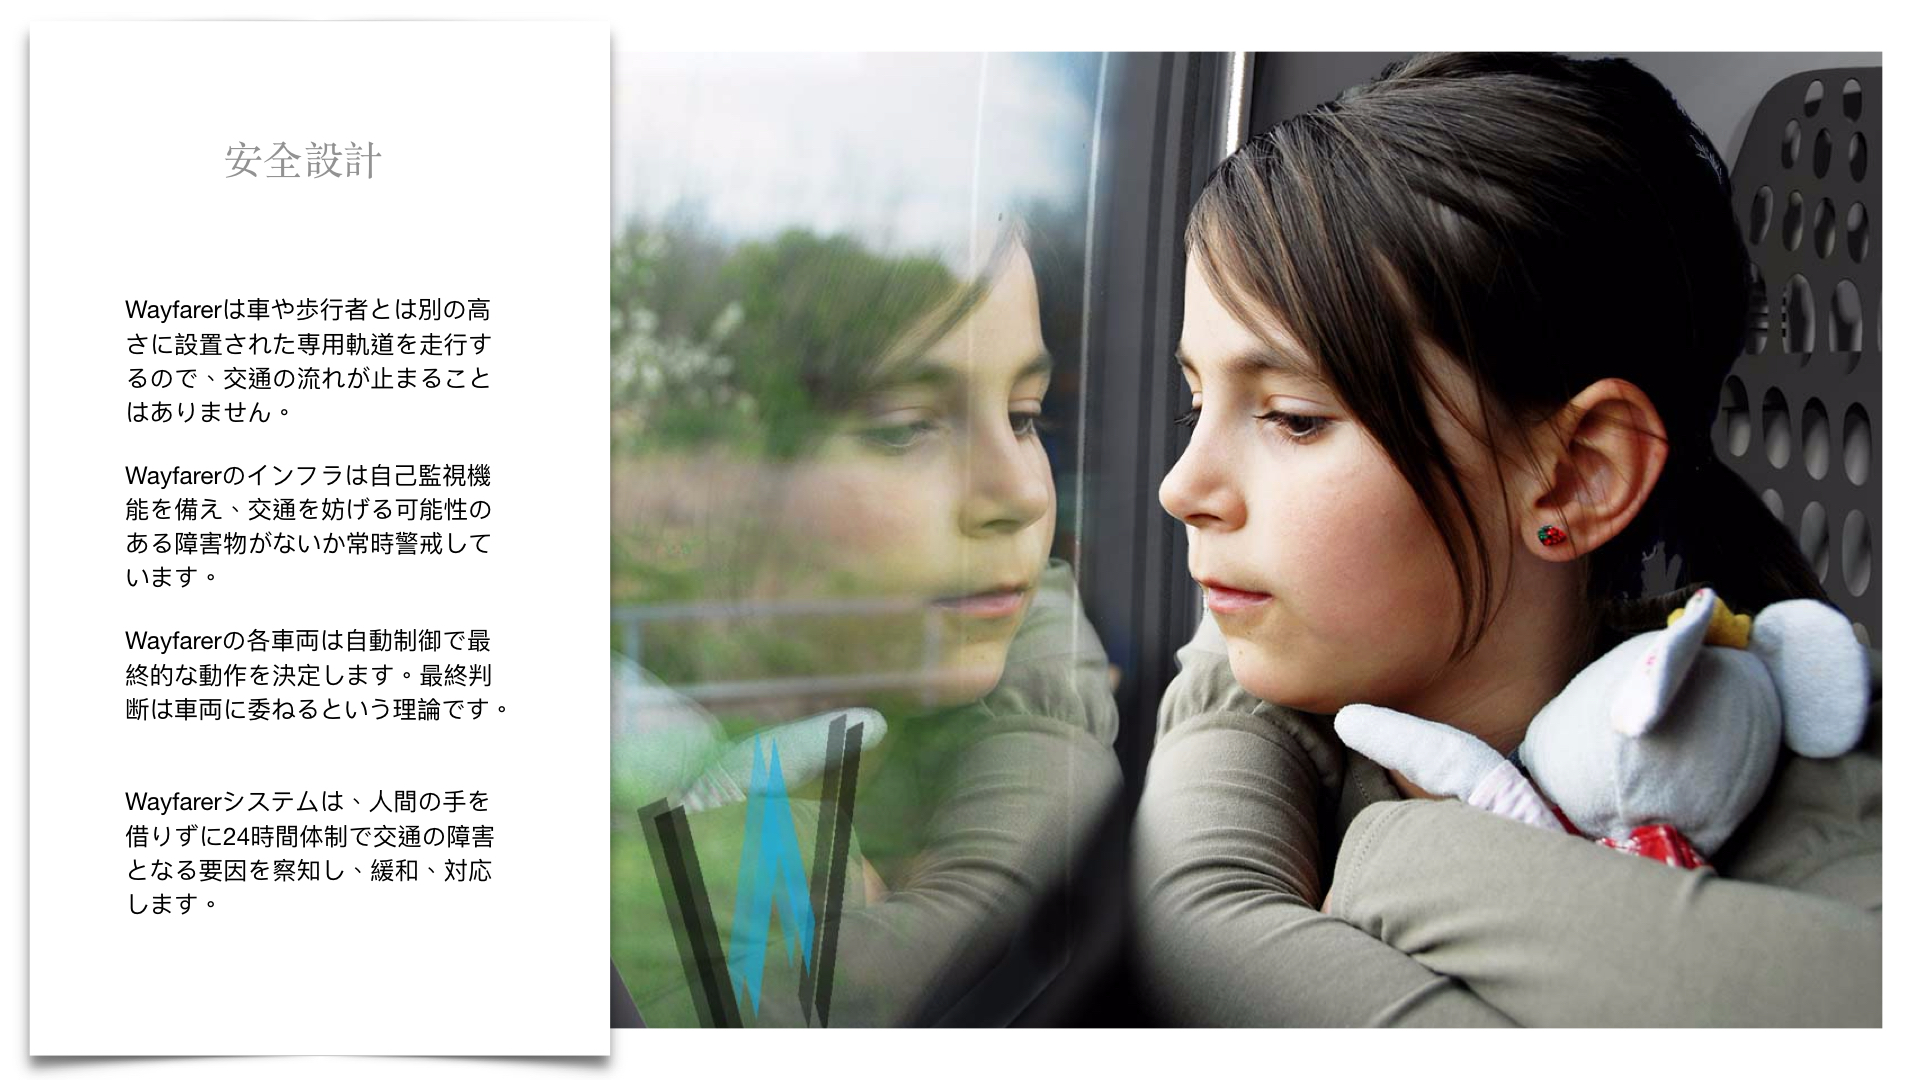 安全設計
Wayfarerは車や歩行者とは別の高
さに設置された専用軌道を走行す
るので、交通の流れが止まること
はありません。
Wayfarerのインフラは自己監視機
能を備え、交通を妨げる可能性の
ある障害物がないか常時警戒して
います。
Wayfarerの各車両は自動制御で最
終的な動作を決定します。最終判
断は車両に委ねるという理論です。
Wayfarerシステムは、人間の手を
借りずに24時間体制で交通の障害
となる要因を察知し、緩和、対応
します。